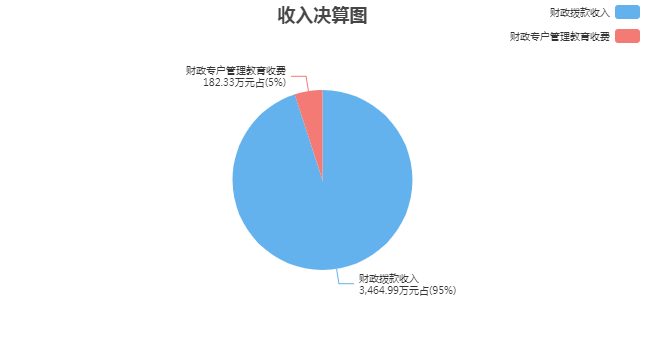 收入决算图
财政拨款收入
财政专户管理教育收费
财政专户管理教育收费
182.33万元占(5%)
财政拨款收入
3,464.99万元占(95%)